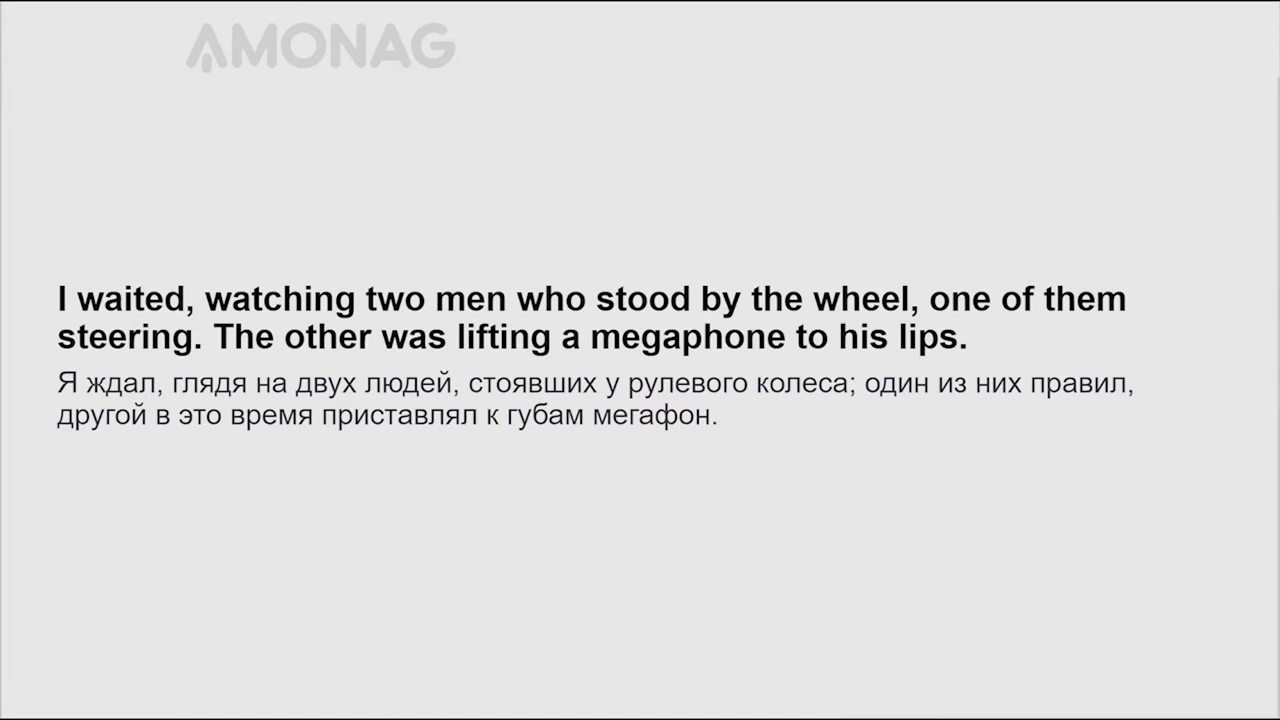 AMONAG
I waited, watching two men who stood by the wheel, one of them
steering. The other was lifting a megaphone to his lips.
Я ждал, глядя на двух людей, стоявших у рулевого колеса; один из них правил,
другой в это время приставлял к губам мегафон.